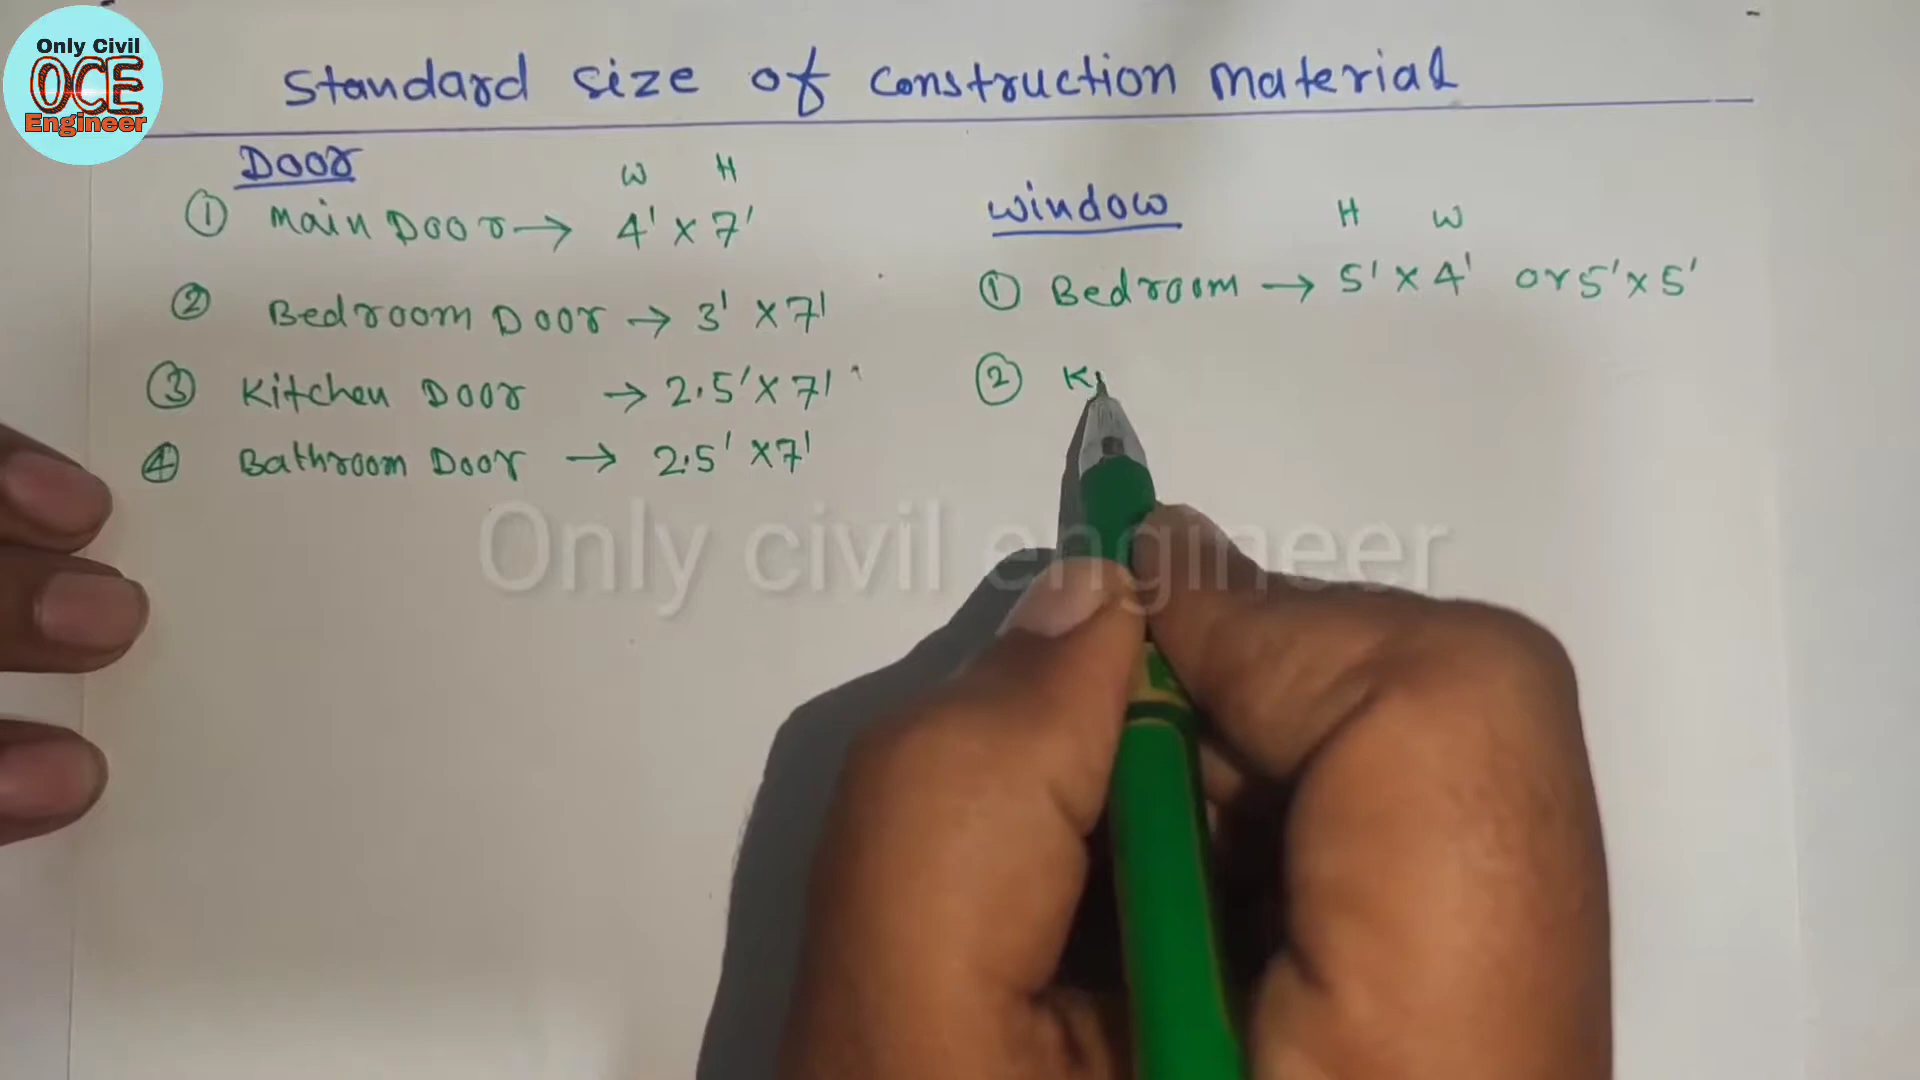 Only Civil
OCE
Engineer
Standard size of construction material
Door
W H
① Main Door → 4' x 7'
② Bedroom Door → 3' x 7'
③ Kitchen Door → 2.5' x 7'
④ Bathroom Door → 2.5' x 7'
Window
H W
① Bedroom → 5' x 4' or 5' x 5'
② Ki
Only civil engineer